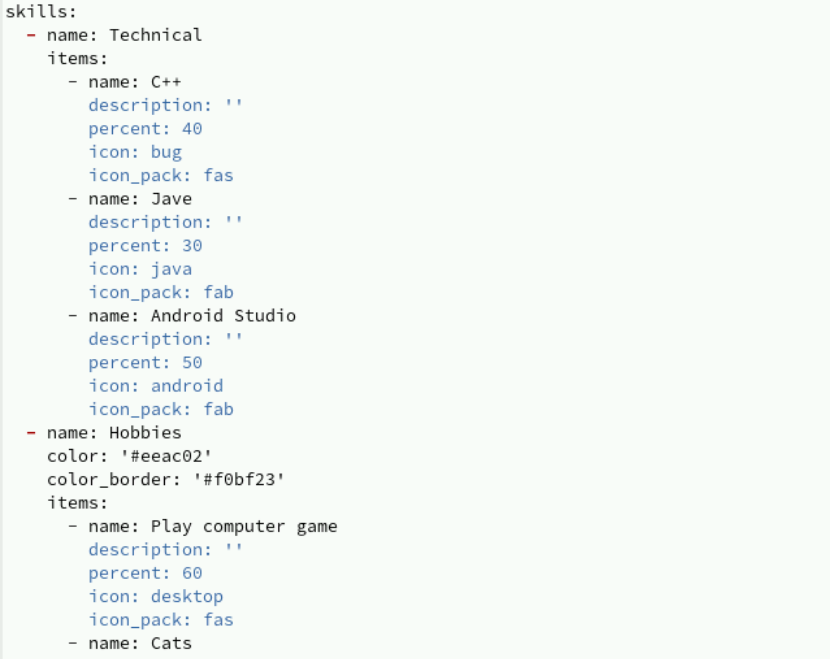 skills:
  - name: Technical
    items:
      - name: C++
        description: ''
        percent: 40
        icon: bug
        icon_pack: fas
      - name: Jave
        description: ''
        percent: 30
        icon: java
        icon_pack: fab
      - name: Android Studio
        description: ''
        percent: 50
        icon: android
        icon_pack: fab
  - name: Hobbies
    color: '#eeac02'
    color_border: '#f0bf23'
    items:
      - name: Play computer game
        description: ''
        percent: 60
        icon: desktop
        icon_pack: fas
      - name: Cats